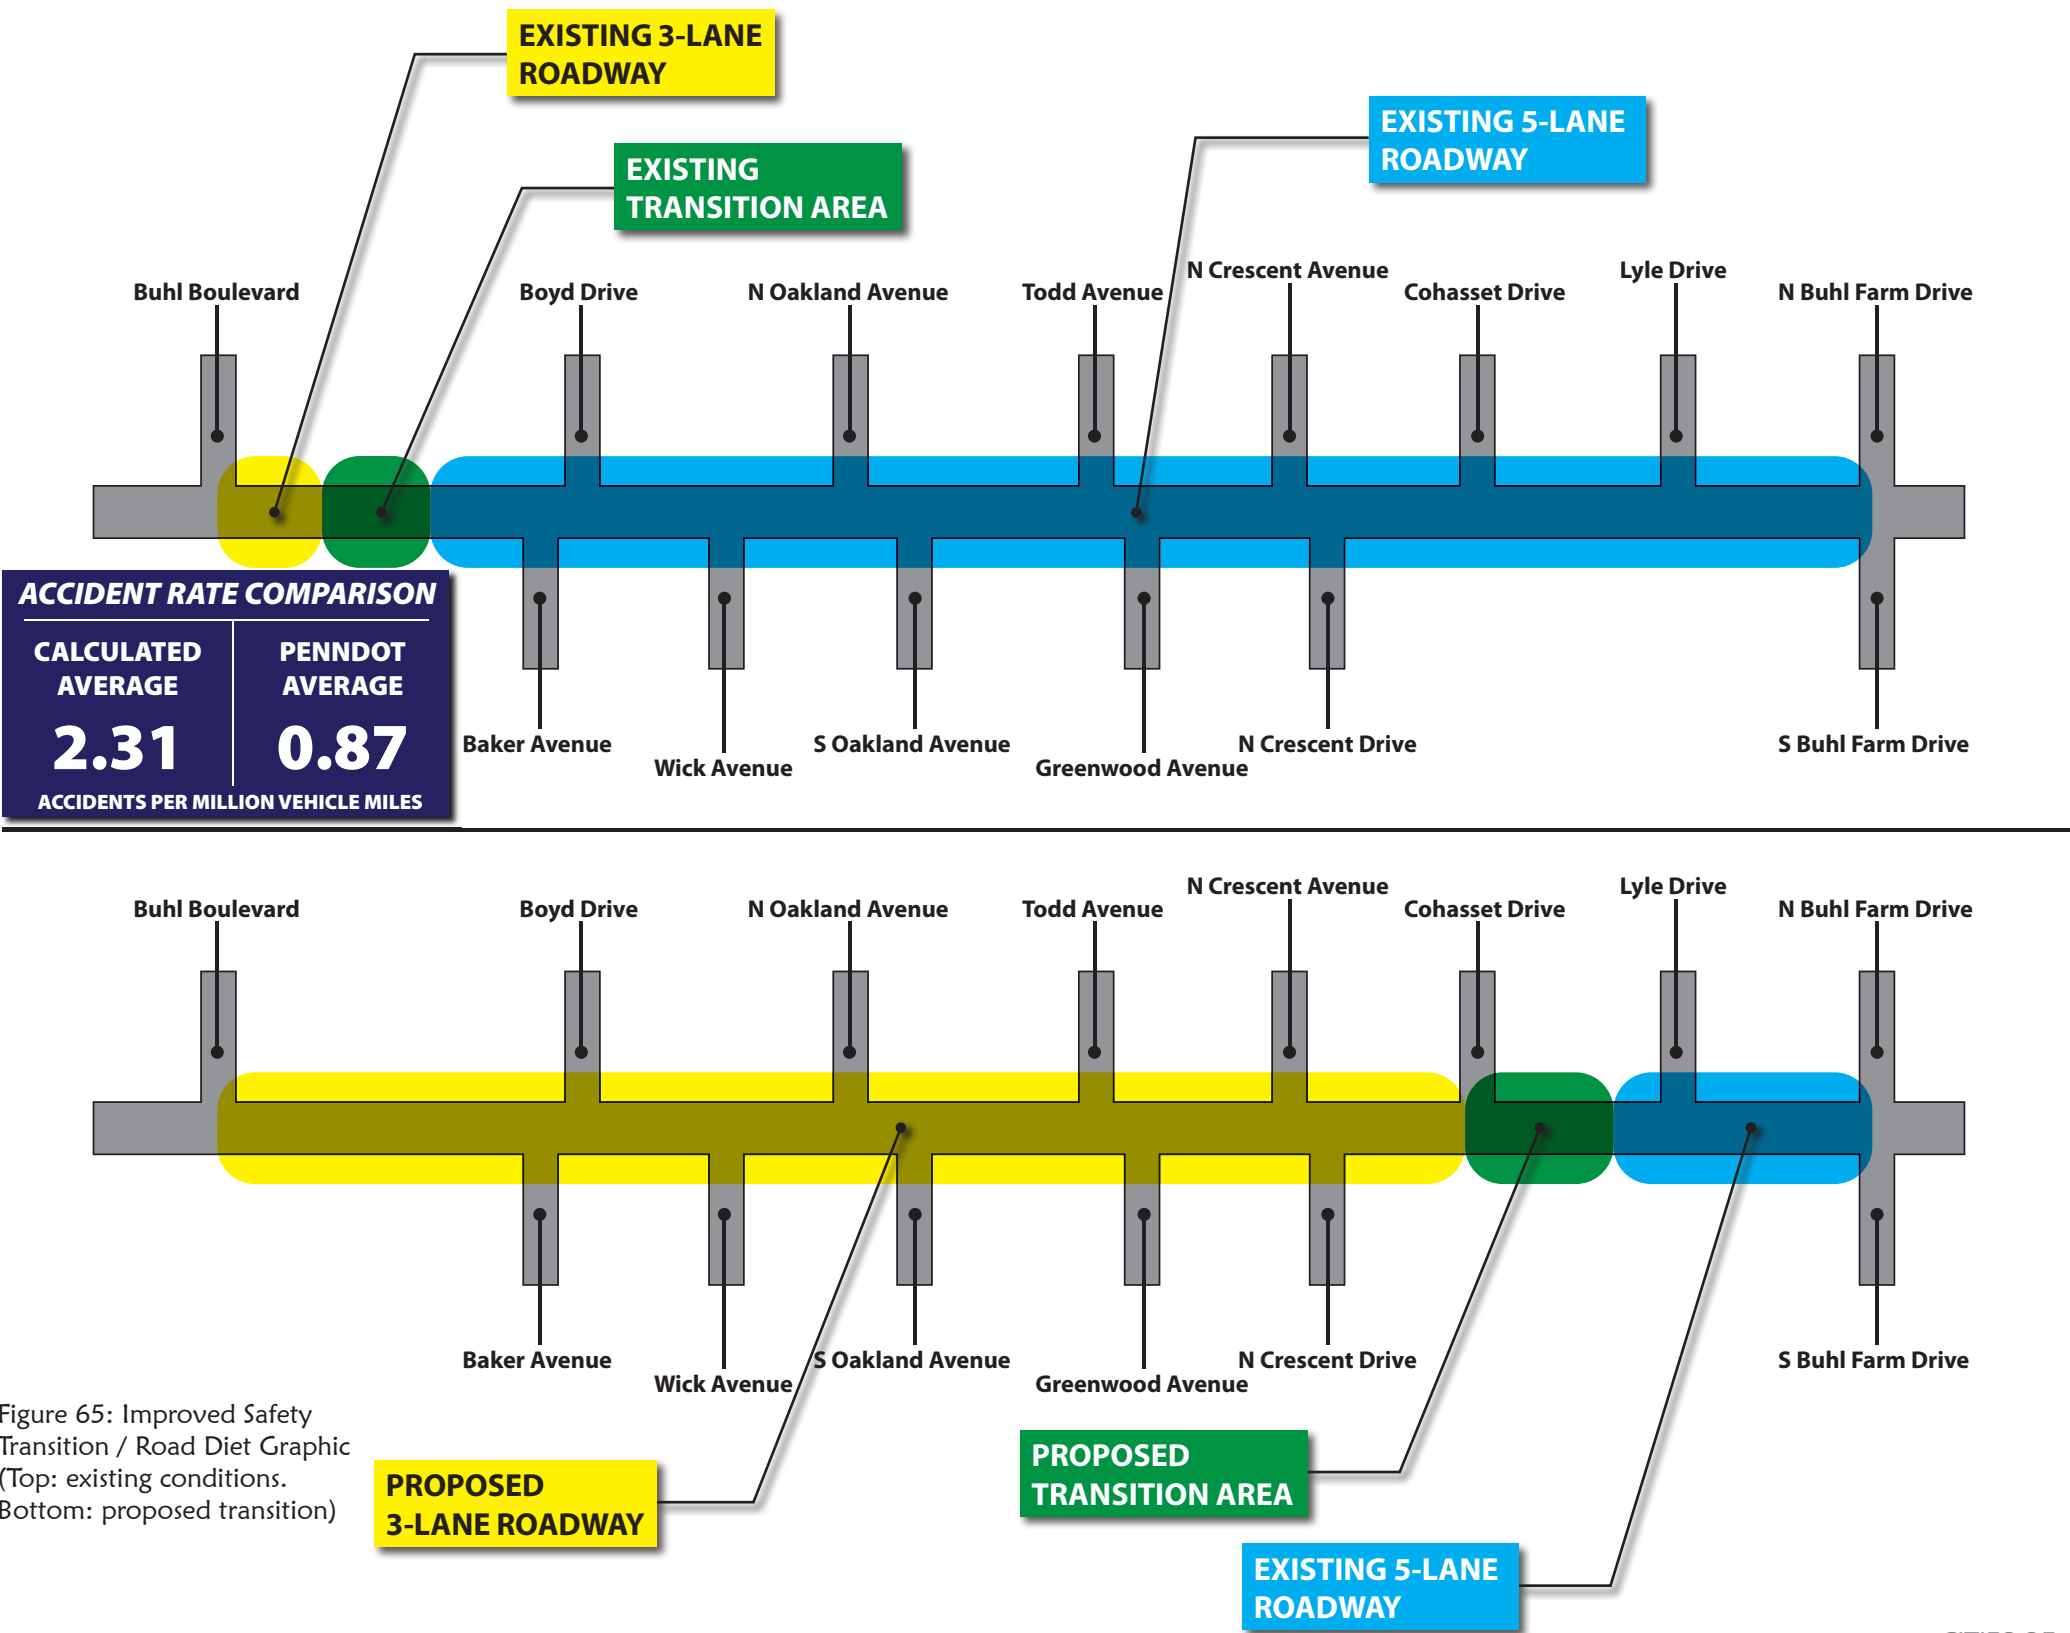 EXISTING 3-LANE
ROADWAY
EXISTING 5-LANE
ROADWAY
EXISTING
TRANSITION AREA
N Crescent Avenue
Lyle Drive
Buhl Boulevard
Boyd Drive
N Oakland Avenue
Todd Avenue
Cohasset Drive
N Buhl Farm Drive
ACCIDENT RATE COMPARISON
CALCULATED
AVERAGE
2.31
PENNDOT
AVERAGE
0.87
ACCIDENTS PER MILLION VEHICLE MILES
Baker Avenue
Wick Avenue
S Oakland Avenue
Greenwood Avenue
N Crescent Drive
S Buhl Farm Drive
N Crescent Avenue
Lyle Drive
Buhl Boulevard
Boyd Drive
N Oakland Avenue
Todd Avenue
Cohasset Drive
N Buhl Farm Drive
Baker Avenue
Wick Avenue
S Oakland Avenue
Greenwood Avenue
N Crescent Drive
S Buhl Farm Drive
Figure 65: Improved Safety
Transition / Road Diet Graphic
(Top: existing conditions.
Bottom: proposed transition)
PROPOSED
3-LANE ROADWAY
PROPOSED
TRANSITION AREA
EXISTING 5-LANE
ROADWAY